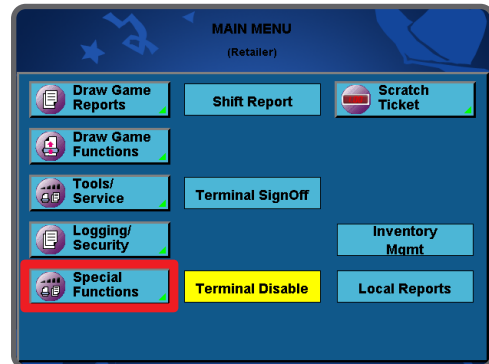 MAIN MENU
(Retailer)
Draw Game
Reports
Shift Report
Scratch
Ticket
Draw Game
Functions
Tools/
Service
Terminal SignOff
Logging/
Security
Inventory
Mgmt
Special
Functions
Terminal Disable
Local Reports